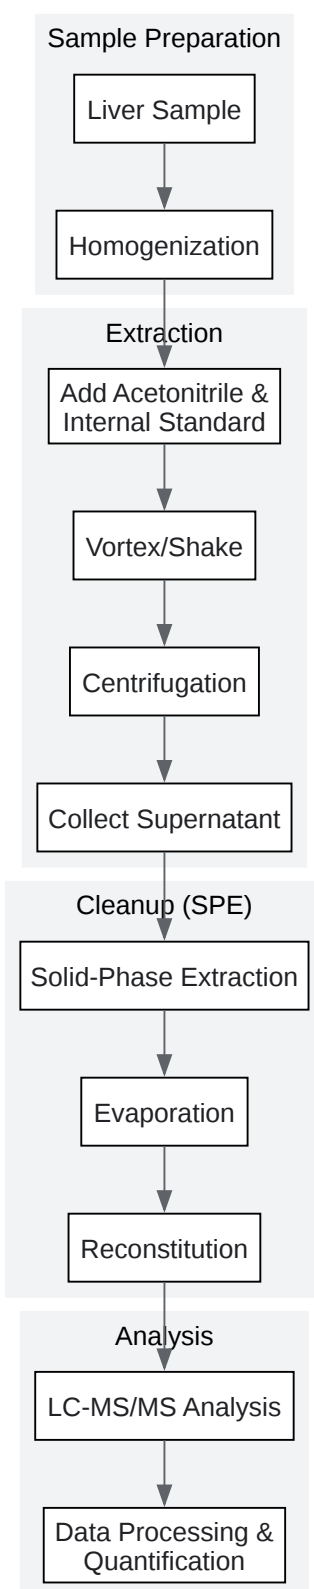 Sample Preparation
Liver Sample
Homogenization
Extraction
Add Acetonitrile &
Internal Standard
Vortex/Shake
Centrifugation
Collect Supernatant
Cleanup (SPE)
Solid-Phase Extraction
Evaporation
Reconstitution
Analysis
LC-MS/MS Analysis
Data Processing &
Quantification